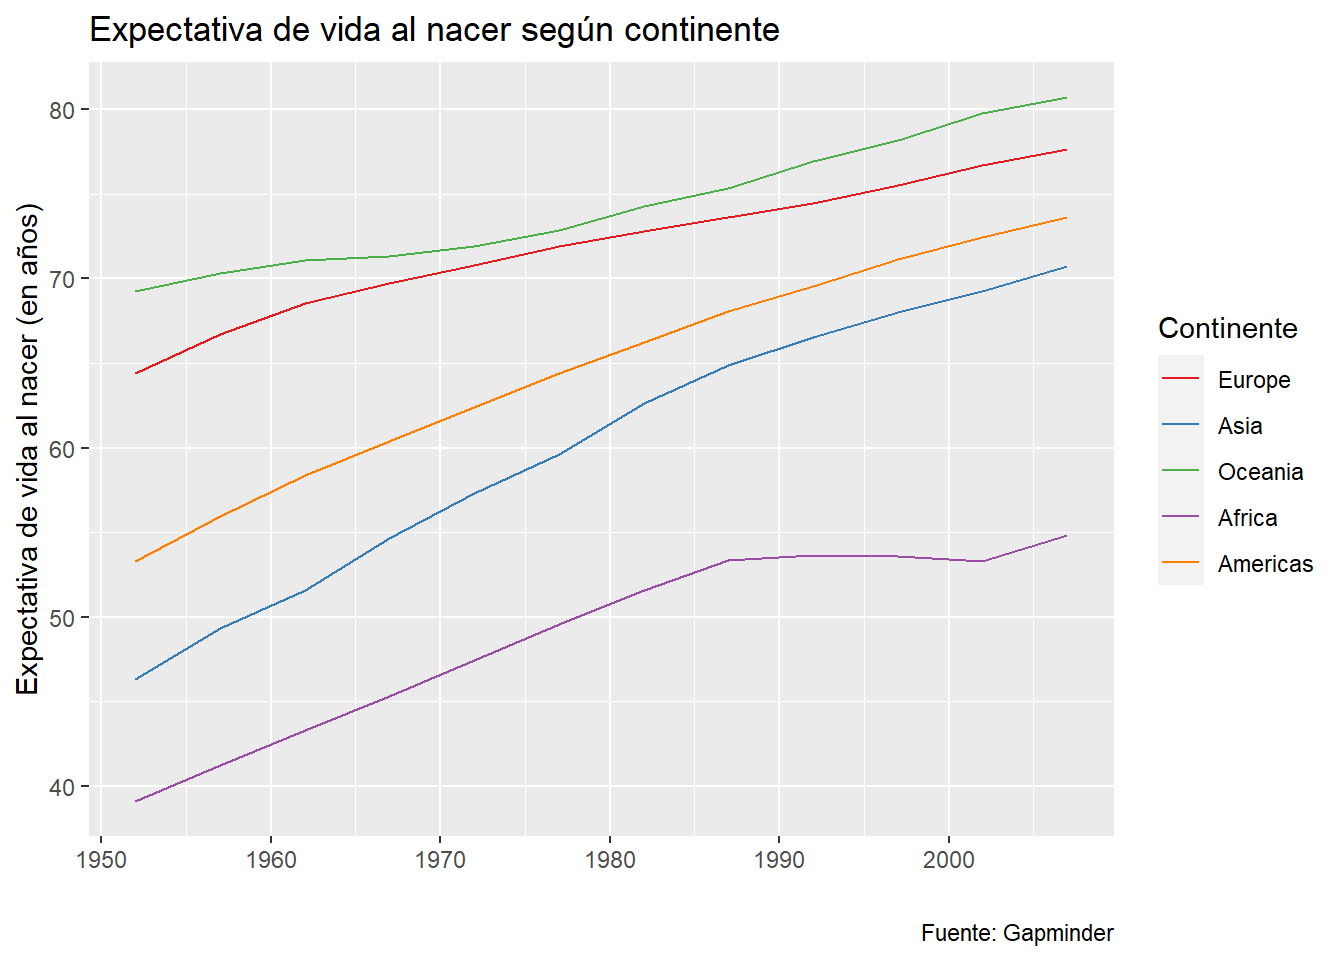 Expectativa de vida al nacer según continente
Expectativa de vida al nacer (en años)
80
70
60
50
40
1950
1960
1970
1980
1990
2000
Continente
Europe
Asia
Oceania
Africa
Americas
Fuente: Gapminder